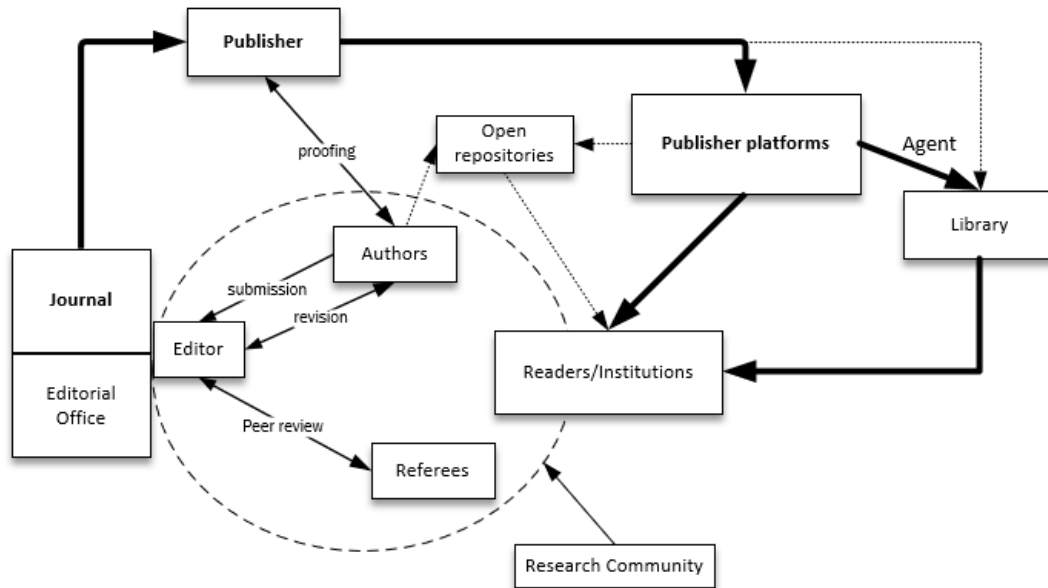 Publisher
Open
repositories
Publisher platforms
Agent
proofing
Library
Authors
submission
Journal
revision
Editor
Readers/Institutions
Editorial
Office
Peer review
Referees
Research Community